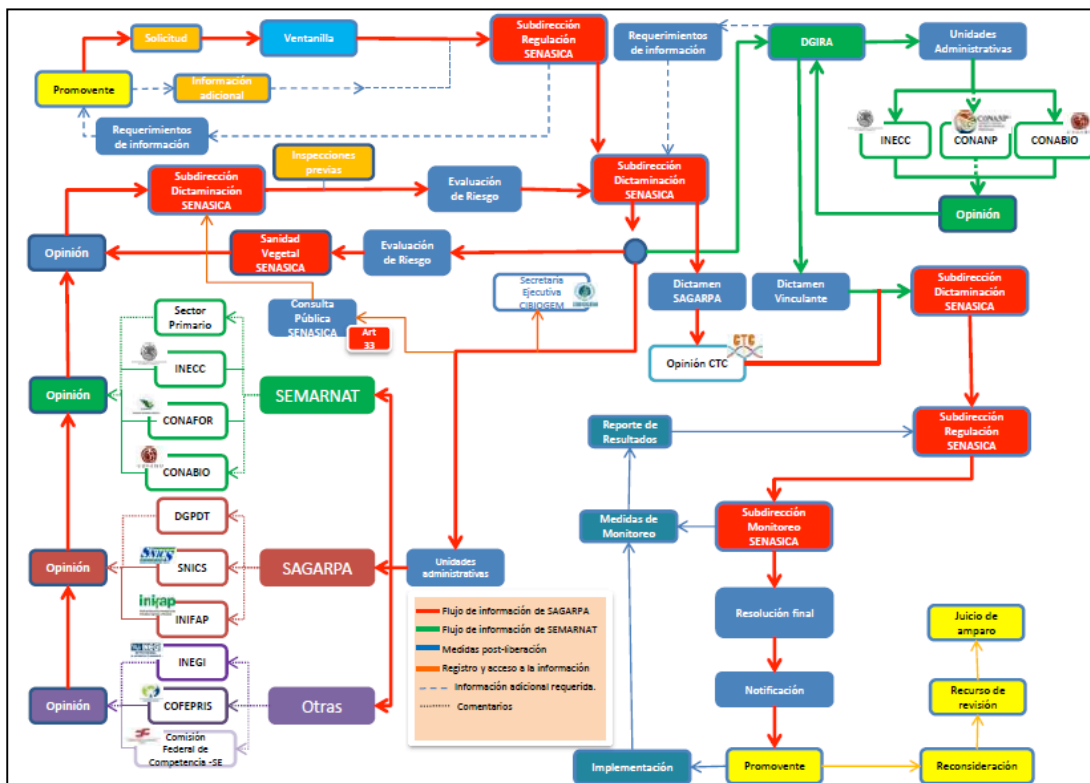 Solicitud
Ventanilla
Subdirección
Regulación
SENASICA
Requerimientos
de información
DGIRA
Unidades
Administrativas
Promovente
Información
adicional
Requerimientos
de información
INECC
CONANP
CONANP
CONABIO
Inspecciones
previas
Subdirección
Dictaminación
SENASICA
Evaluación
de Riesgo
Subdirección
Dictaminación
SENASICA
Opinión
Opinión
Sanidad
Vegetal
SENASICA
Evaluación
de Riesgo
Secretaria
Ejecutiva
CIBIOGEM
Dictamen
SAGARPA
Dictamen
Vinculante
Subdirección
Dictaminación
SENASICA
Consulta
Pública
SENASICA
Art
33
CTC
Opinión CTC
Sector
Primario
INECC
Opinión
SEMARNAT
CONAFOR
CONABIO
Reporte de
Resultados
Subdirección
Regulación
SENASICA
DGPDT
Medidas de
Monitoreo
Subdirección
Monitoreo
SENASICA
Opinión
SNICS
SNICS
SAGARPA
Unidades
administrativas
inifap
INIFAP
Flujo de información de SAGARPA
Flujo de información de SEMARNAT
Medidas post-liberación
Registro y acceso a la información
Información adicional requerida.
Comentarios
Resolución final
Juicio de
amparo
INEGI
INEGI
Opinión
COFEPRIS
Otras
Notificación
Recurso de
revisión
Comisión
Federal de
Competencia -SE
Implementación
Promovente
Reconsideración